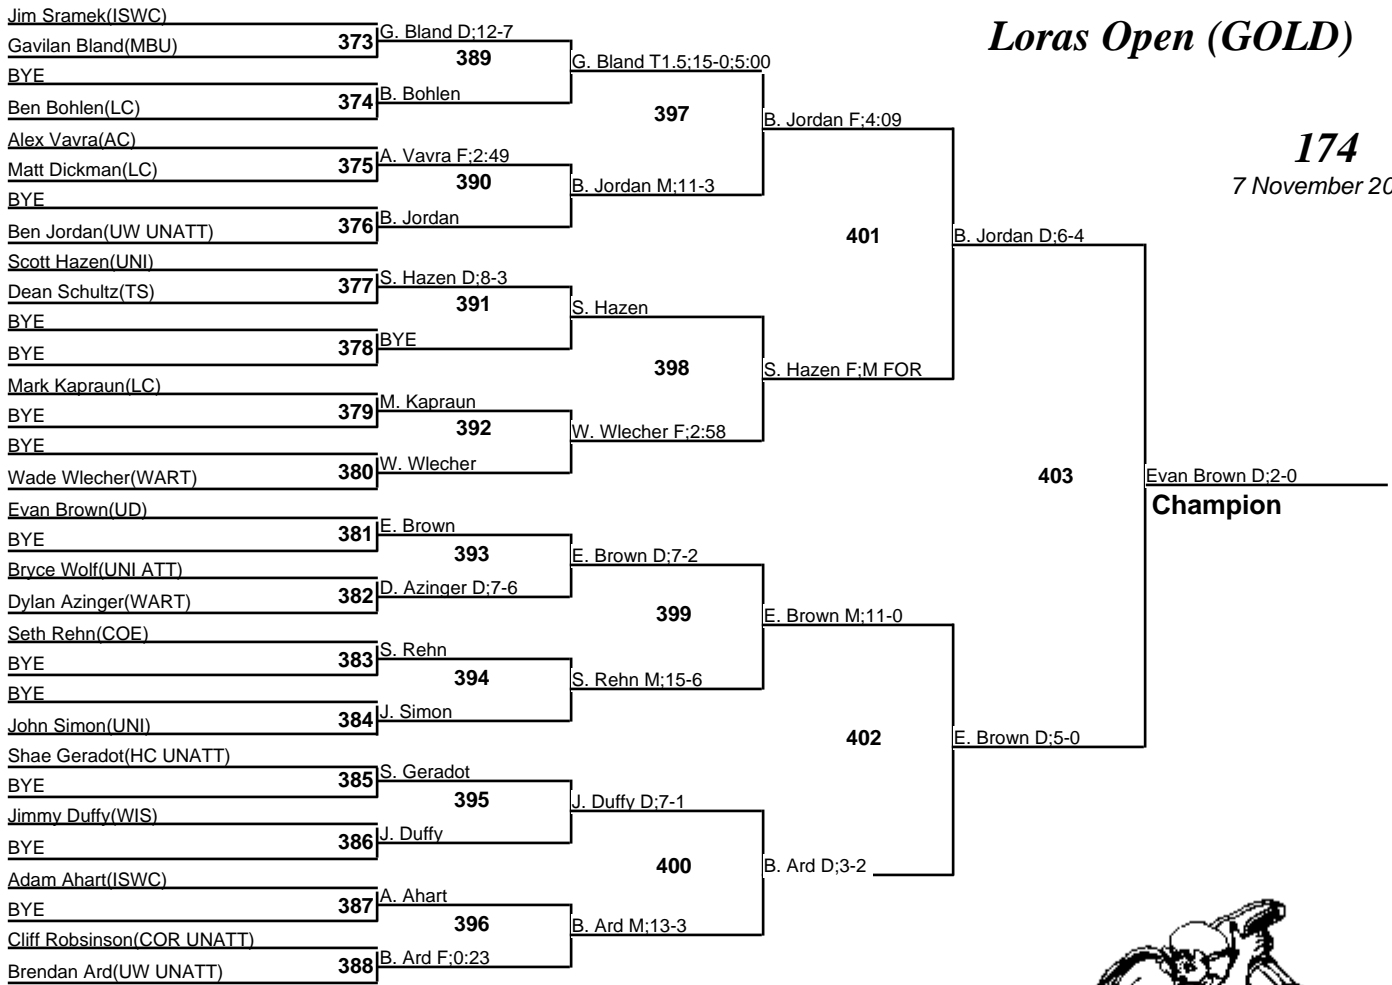 Loras Open (GOLD)
174
7 November 20
Jim Sramek(ISWC)
Gavilan Bland(MBU)
BYE
Ben Bohlen(LC)
Alex Vavra(AC)
Matt Dickman(LC)
BYE
Ben Jordan(UW UNATT)
Scott Hazen(UNI)
Dean Schultz(TS)
BYE
BYE
Mark Kapraun(LC)
BYE
BYE
Wade Wlecher(WART)
Evan Brown(UD)
BYE
Bryce Wolf(UNI ATT)
Dylan Azinger(WART)
Seth Rehn(COE)
BYE
BYE
John Simon(UNI)
Shae Geradot(HC UNATT)
BYE
Jimmy Duffy(WIS)
BYE
Adam Ahart(ISWC)
BYE
Cliff Robsinson(COR UNATT)
Brendan Ard(UW UNATT)
373
374
375
376
377
378
379
380
381
382
383
384
385
386
387
388
G. Bland D;12-7
B. Bohlen
A. Vavra F;2:49
B. Jordan
S. Hazen D;8-3
BYE
M. Kapraun
W. Wlecher
E. Brown
D. Azinger D;7-6
S. Rehn
J. Simon
S. Geradot
J. Duffy
A. Ahart
B. Ard F;0:23
389
390
391
392
393
394
395
396
G. Bland T1.5;15-0;5:00
B. Jordan M;11-3
S. Hazen
W. Wlecher F;2:58
E. Brown D;7-2
S. Rehn M;15-6
J. Duffy D;7-1
B. Ard M;13-3
397
398
399
400
B. Jordan F;4:09
S. Hazen F;M FOR
E. Brown M;11-0
B. Ard D;3-2
401
402
B. Jordan D;6-4
E. Brown D;5-0
403
Evan Brown D;2-0
Champion